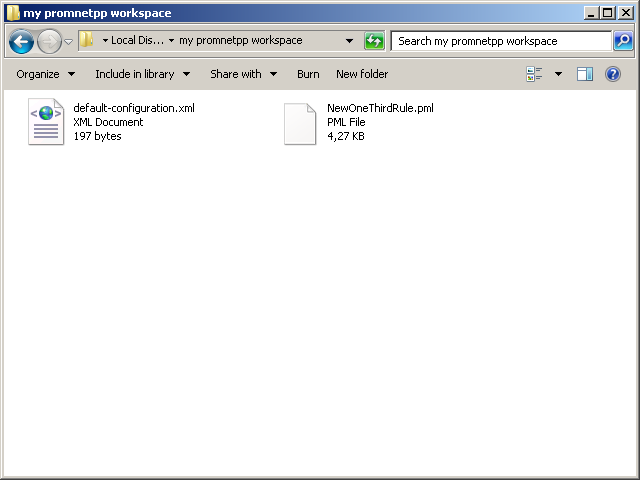 my promnetpp workspace
Local Dis... my promnetpp workspace Search my promnetpp workspace
Organize Include in library Share with Burn New folder
default-configuration.xml
XML Document
197 bytes
NewOneThirdRule.pml
PML File
4,27 KB